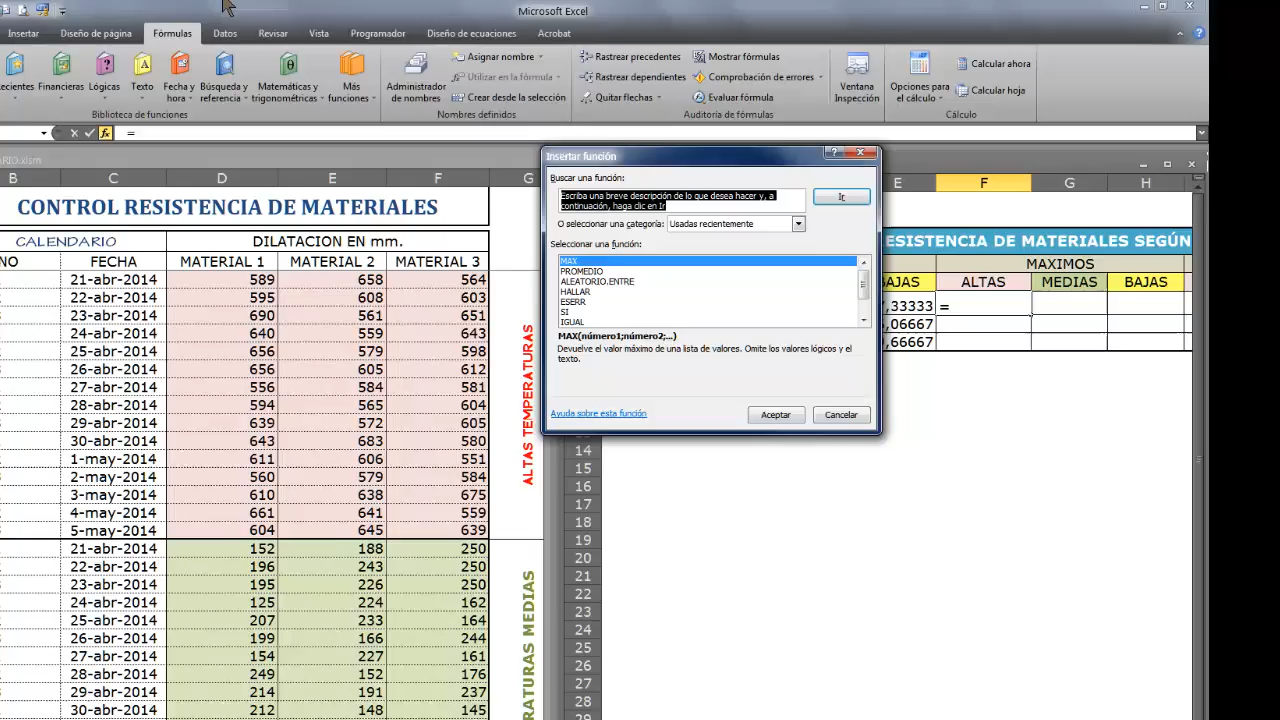 Microsoft Excel
Insertar Diseño de página Fórmulas Datos Revisar Vista Programador Diseño de ecuaciones Acrobat
Financieras Lógicas Texto Fecha y hora Búsqueda y referencia Matemáticas y trigonométricas Más funciones
Biblioteca de funciones
Administrador de nombres
Asignar nombre
Utilizar en la fórmula
Crear desde la selección
Nombres definidos
Rastrear precedentes
Rastrear dependientes
Quitar flechas
Mostrar fórmulas
Comprobación de errores
Evaluar fórmula
Auditoría de fórmulas
Ventana Inspección
Opciones para el cálculo
Calcular ahora
Calcular hoja
Cálculo
=
B C D E F G
CONTROL RESISTENCIA DE MATERIALES
CALENDARIO DILATACION EN mm.
FECHA MATERIAL 1 MATERIAL 2 MATERIAL 3
21-abr-2014 589 658 564
22-abr-2014 595 608 603
23-abr-2014 690 561 651
24-abr-2014 640 559 643
25-abr-2014 656 579 598
26-abr-2014 656 605 612
27-abr-2014 556 584 581
28-abr-2014 594 565 604
29-abr-2014 639 572 605
30-abr-2014 643 683 580
1-may-2014 611 606 551
2-may-2014 560 579 584
3-may-2014 610 638 675
4-may-2014 661 641 559
5-may-2014 604 645 639
21-abr-2014 152 188 250
22-abr-2014 196 243 250
23-abr-2014 195 226 250
24-abr-2014 125 224 162
25-abr-2014 207 233 164
26-abr-2014 199 166 244
27-abr-2014 154 227 161
28-abr-2014 249 152 176
29-abr-2014 214 191 237
30-abr-2014 212 148 145
ALTAS TEMPERATURAS
MEDIAS
Insertar función
Buscar una función:
Escriba una breve descripción de lo que desea hacer y, a
continuación, haga clic en Ir
Ir
O seleccionar una categoría: Usadas recientemente
Seleccionar una función:
MAX
PROMEDIO
ALEATORIO.ENTRE
HALLAR
ESERR
SI
IGUAL
MAX(número1;número2;...)
Devuelve el valor máximo de una lista de valores. Omite los valores lógicos y el
texto.
Ayuda sobre esta función
Aceptar Cancelar
E F G H
MATERIALES SEGÚN
MAXIMOS
ALTAS MEDIAS BAJAS
=
14
15
16
17
18
19
20
21
22
23
24
25
26
27
28